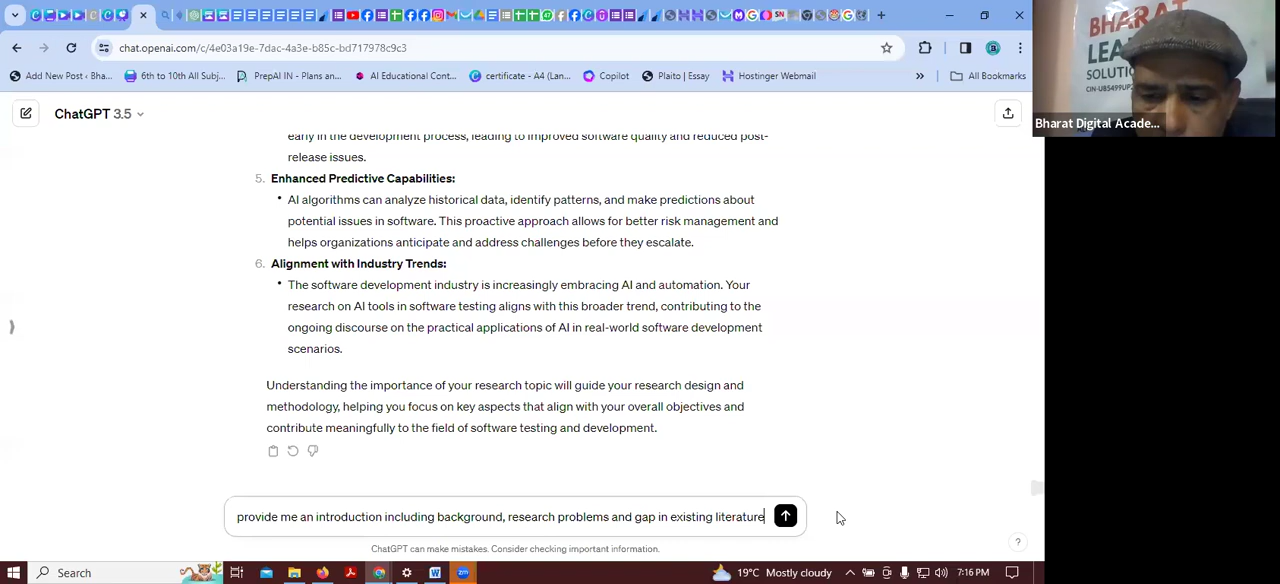 chat.openai.com/c/4e03a19e-7dac-4a3e-b85c-bd717978c9c3
Add New Post ‹ Bha...
6th to 10th All Subj...
PrepAI IN - Plans an...
AI Educational Cont...
certificate - A4 (Lan...
Copilot
Plaito | Essay
Hostinger Webmail
»
All Bookmarks
ChatGPT 3.5
early in the development process, leading to improved software quality and reduced post-
release issues.
5. Enhanced Predictive Capabilities:
• AI algorithms can analyze historical data, identify patterns, and make predictions about
potential issues in software. This proactive approach allows for better risk management and
helps organizations anticipate and address challenges before they escalate.
6. Alignment with Industry Trends:
• The software development industry is increasingly embracing AI and automation. Your
research on AI tools in software testing aligns with this broader trend, contributing to the
ongoing discourse on the practical applications of AI in real-world software development
scenarios.
Understanding the importance of your research topic will guide your research design and
methodology, helping you focus on key aspects that align with your overall objectives and
contribute meaningfully to the field of software testing and development.
provide me an introduction including background, research problems and gap in existing literature
ChatGPT can make mistakes. Consider checking important information.
?
Search
19°C Mostly cloudy
7:16 PM
BHARAT
LEA
SOLUTIO
Bharat Digital Acade...